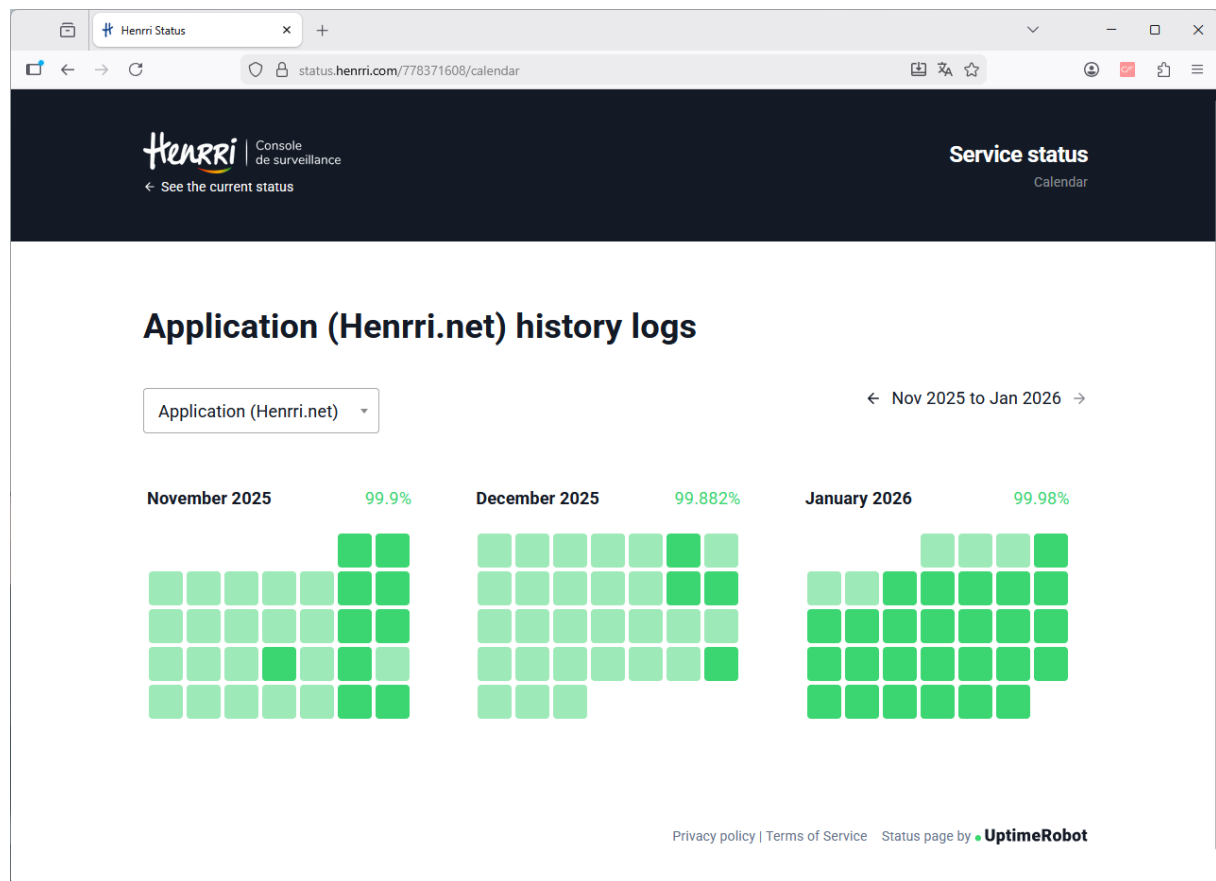 Henrri Status
status.henrri.com/778371608/calendar
HENRRi
Console
de surveillance
← See the current status
Service status
Calendar
Application (Henrri.net) history logs
Application (Henrri.net)
← Nov 2025 to Jan 2026 →
November 2025 99.9%
December 2025 99.882%
January 2026 99.98%
Privacy policy | Terms of Service Status page by UptimeRobot